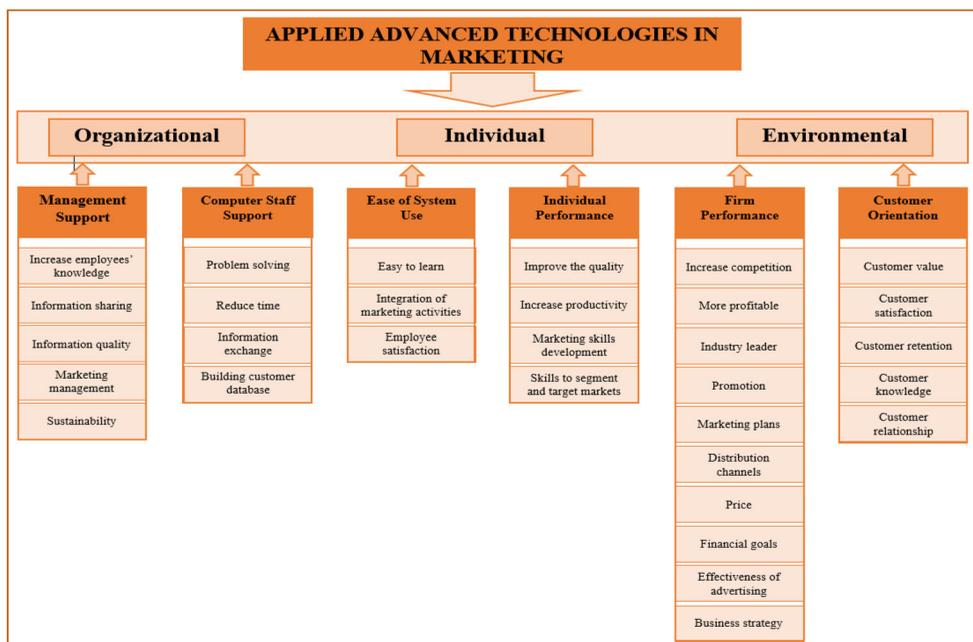 APPLIED ADVANCED TECHNOLOGIES IN
MARKETING
Organizational
Individual
Environmental
Management
Support
Increase employees’
knowledge
Information sharing
Information quality
Marketing
management
Sustainability
Computer Staff
Support
Problem solving
Reduce time
Information
exchange
Building customer
database
Ease of System
Use
Easy to learn
Integration of
marketing activities
Employee
satisfaction
Individual
Performance
Improve the quality
Increase productivity
Marketing skills
development
Skills to segment
and target markets
Firm
Performance
Increase competition
More profitable
Industry leader
Promotion
Marketing plans
Distribution
channels
Price
Financial goals
Effectiveness of
advertising
Business strategy
Customer
Orientation
Customer value
Customer
satisfaction
Customer retention
Customer
knowledge
Customer
relationship